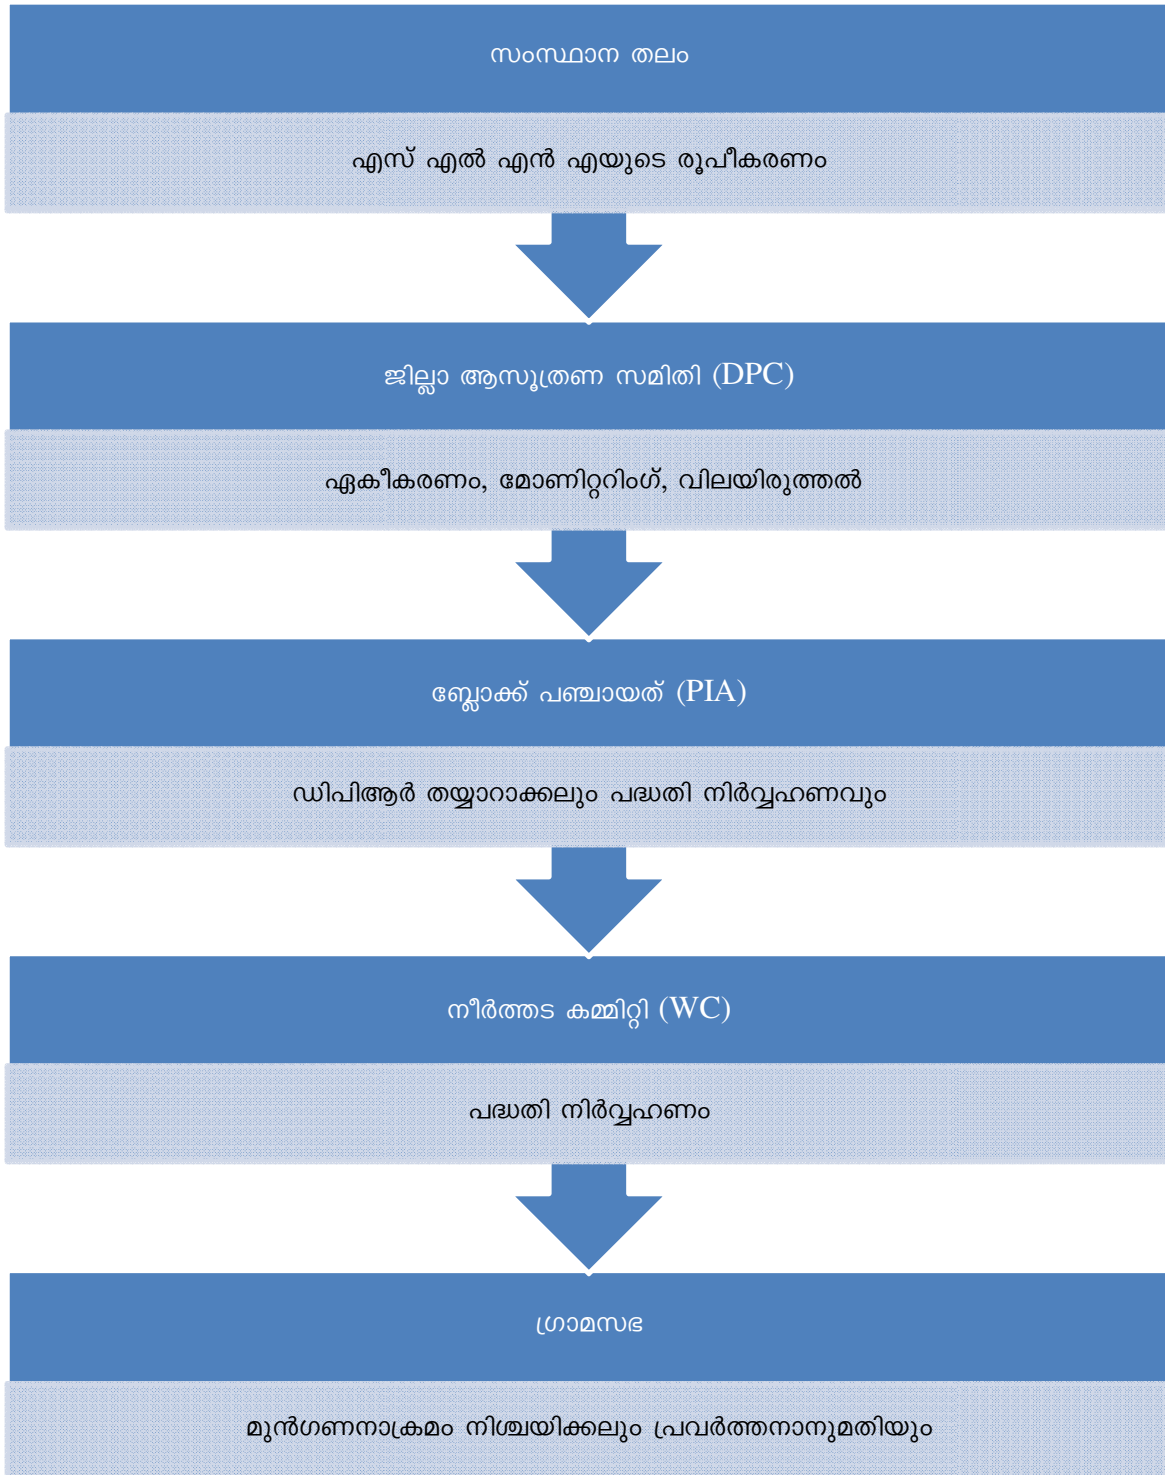 സംസ്ഥാന തലം
എസ് എൽ എൻ എയുടെ രൂപീകരണം
ജില്ലാ ആസൂത്രണ സമിതി (DPC)
ഏകീകരണം, മോണിറ്ററിംഗ്, വിലയിരുത്തൽ
ബ്ലോക്ക് പഞ്ചായത് (PIA)
ഡിപിആർ തയ്യാറാക്കലും പദ്ധതി നിർവ്വഹണവും
നീർത്തട കമ്മിറ്റി (WC)
പദ്ധതി നിർവ്വഹണം
ഗ്രാമസഭ
മുൻഗണനാക്രമം നിശ്ചയിക്കലും പ്രവർത്തനാനുമതിയും